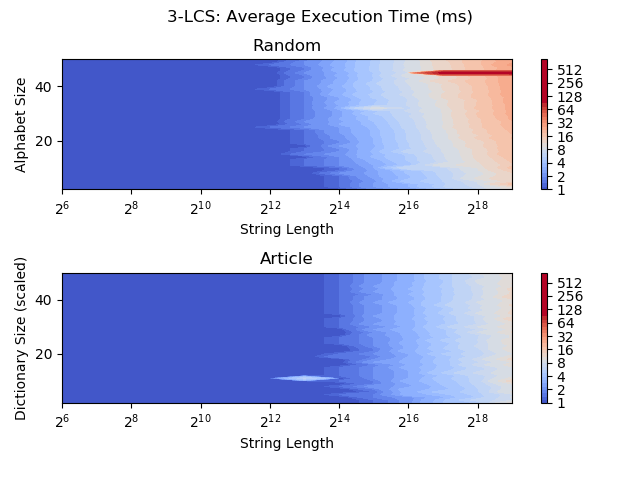 3-LCS: Average Execution Time (ms)
Random
Alphabet Size
40
20
2^6 2^8 2^10 2^12 2^14 2^16 2^18
String Length
512
256
128
64
32
16
8
4
2
1
Article
Dictionary Size (scaled)
40
20
2^6 2^8 2^10 2^12 2^14 2^16 2^18
String Length
512
256
128
64
32
16
8
4
2
1